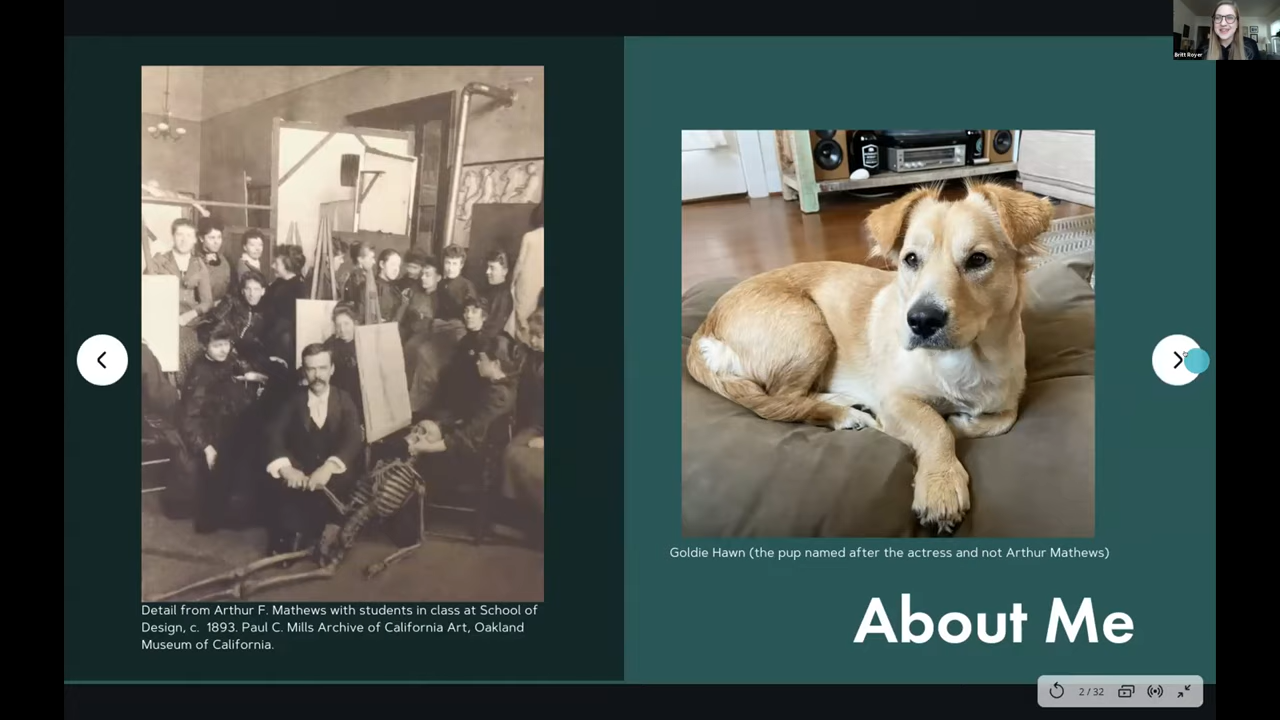 Britt Royer
Detail from Arthur F. Mathews with students in class at School of
Design, c. 1893. Paul C. Mills Archive of California Art, Oakland
Museum of California.
Goldie Hawn (the pup named after the actress and not Arthur Mathews)
About Me
2 / 32